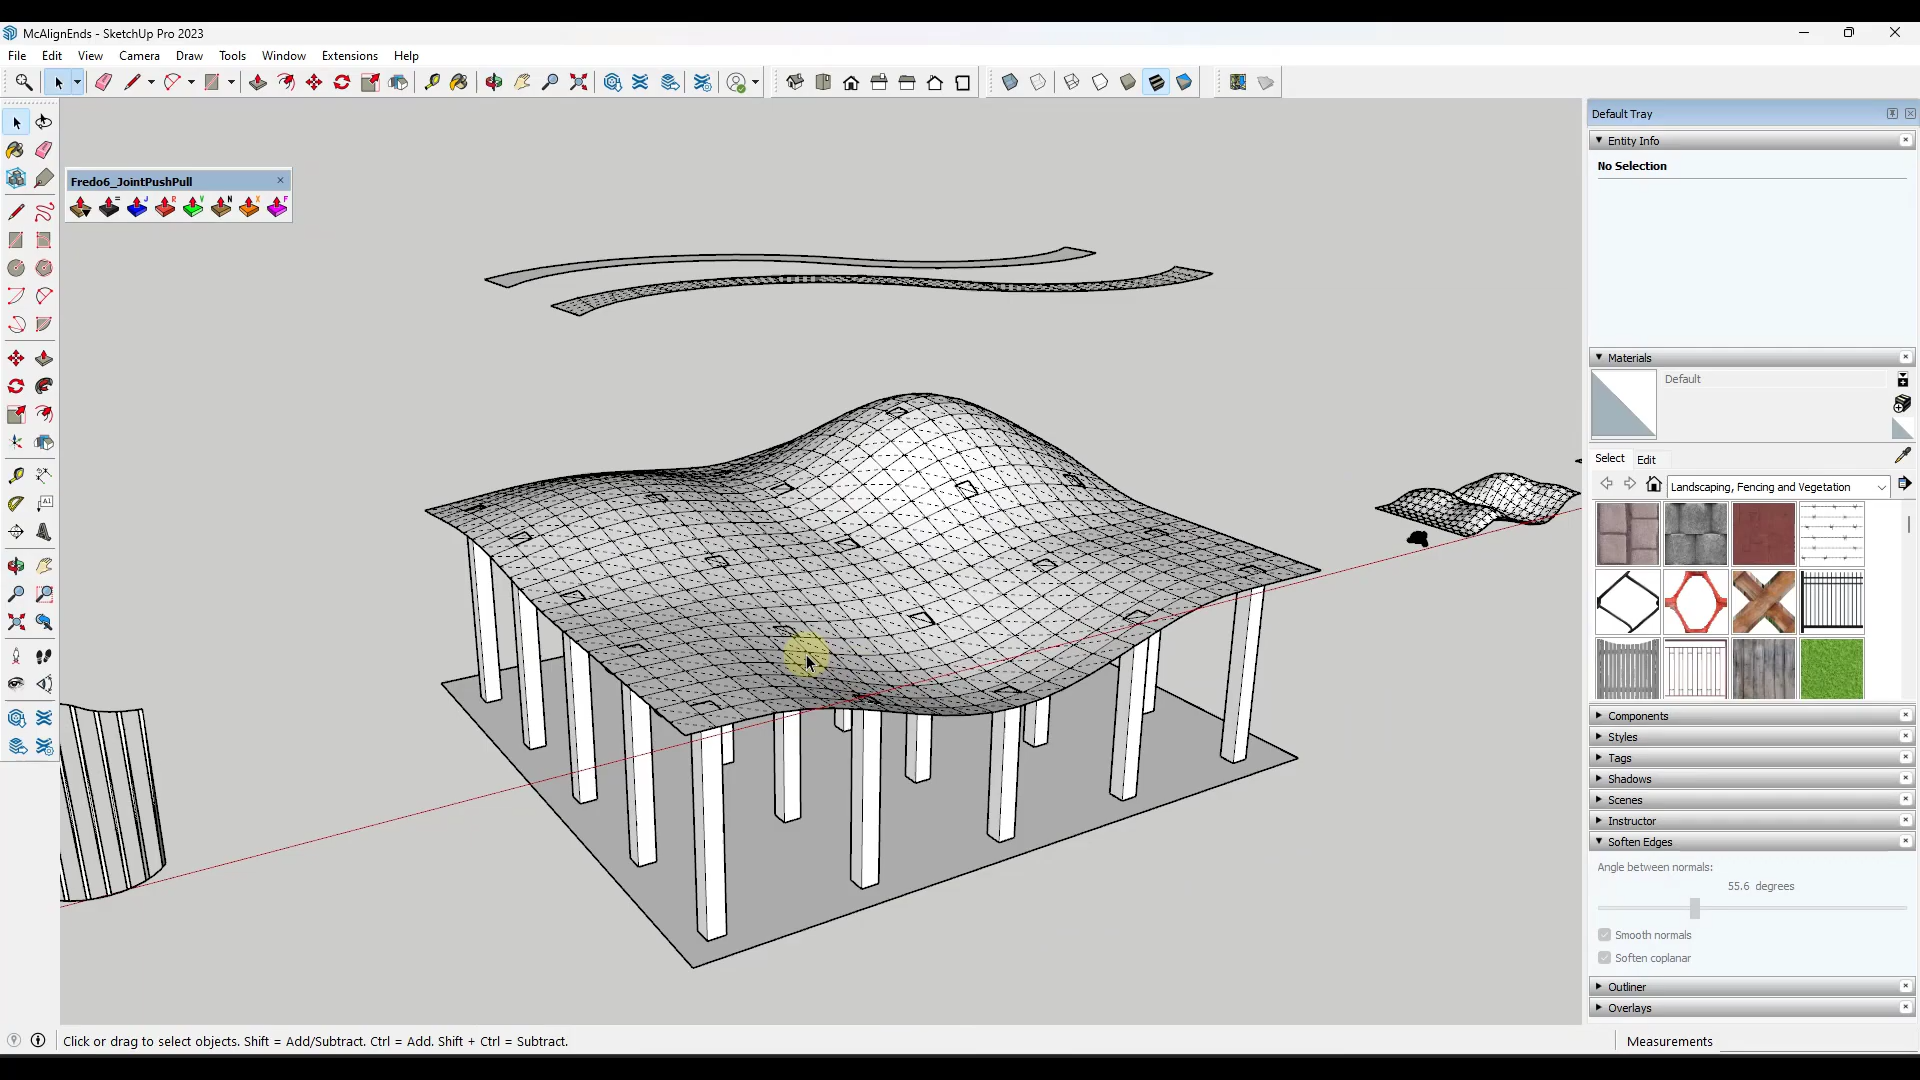 McAlignEnds - SketchUp Pro 2023
File Edit View Camera Draw Tools Window Extensions Help
Default Tray
Entity Info
No Selection
Fredo6_JointPushPull
= J R V N X F
Materials
Default
Select Edit
Landscaping, Fencing and Vegetation
A1
Components
Styles
Tags
Shadows
Scenes
Instructor
Soften Edges
Angle between normals:
55.6 degrees
Smooth normals
Soften coplanar
Outliner
Overlays
Click or drag to select objects. Shift = Add/Subtract. Ctrl = Add. Shift + Ctrl = Subtract.
Measurements